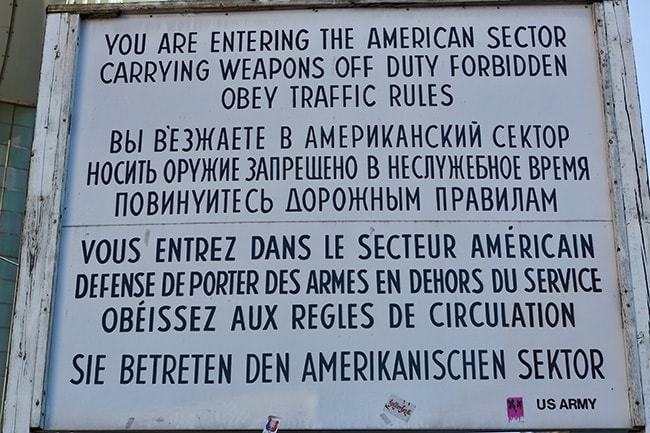 YOU ARE ENTERING THE AMERICAN SECTOR
CARRYING WEAPONS OFF DUTY FORBIDDEN
OBEY TRAFFIC RULES
ВЫ ВЪЕЗЖАЕТЕ В АМЕРИКАНСКИЙ СЕКТОР
НОСИТЬ ОРУЖИЕ ЗАПРЕЩЕНО В НЕСЛУЖЕБНОЕ ВРЕМЯ
ПОВИНУЙТЕСЬ ДОРОЖНЫМ ПРАВИЛАМ
VOUS ENTREZ DANS LE SECTEUR AMÉRICAIN
DEFENSE DE PORTER DES ARMES EN DEHORS DU SERVICE
OBÉISSEZ AUX REGLES DE CIRCULATION
SIE BETRETEN DEN AMERIKANISCHEN SEKTOR
US ARMY